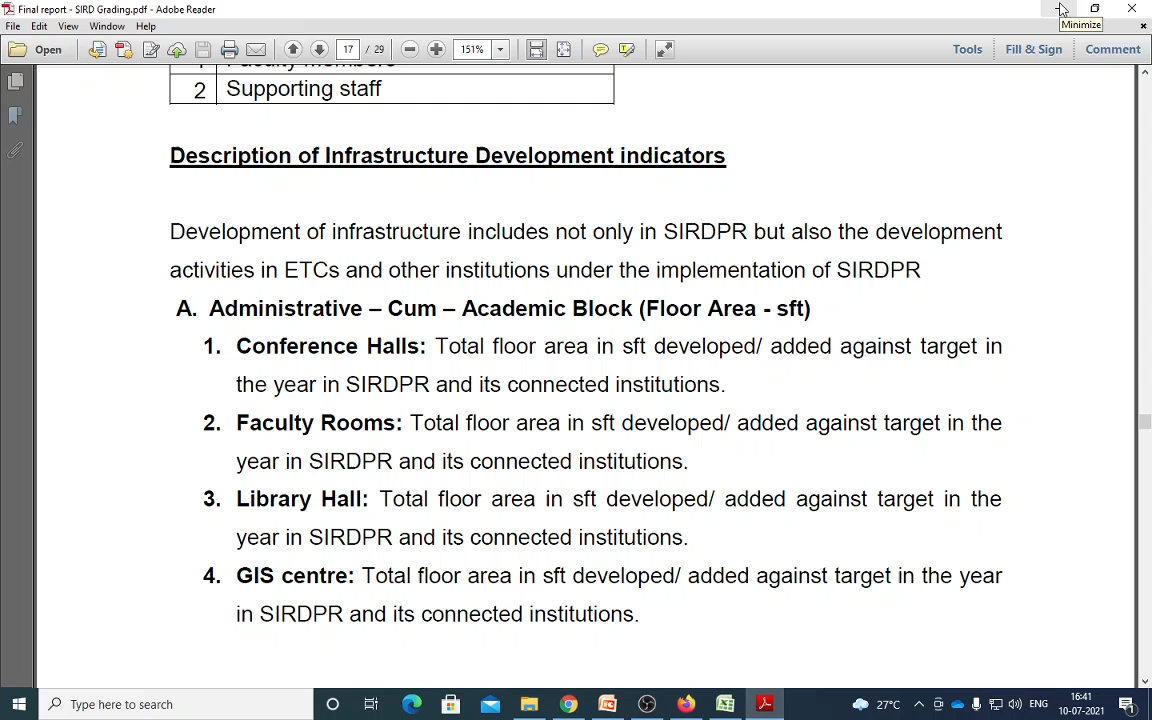 Final report - SIRD Grading.pdf - Adobe Reader
Minimize
File Edit View Window Help
Open 17 / 29 151% Tools Fill & Sign Comment
1 Faculty members
2 Supporting staff
Description of Infrastructure Development indicators
Development of infrastructure includes not only in SIRDPR but also the development
activities in ETCs and other institutions under the implementation of SIRDPR
A. Administrative – Cum – Academic Block (Floor Area - sft)
1. Conference Halls: Total floor area in sft developed/ added against target in
the year in SIRDPR and its connected institutions.
2. Faculty Rooms: Total floor area in sft developed/ added against target in the
year in SIRDPR and its connected institutions.
3. Library Hall: Total floor area in sft developed/ added against target in the
year in SIRDPR and its connected institutions.
4. GIS centre: Total floor area in sft developed/ added against target in the year
in SIRDPR and its connected institutions.
Type here to search 27°C ENG 16:41
10-07-2021 1